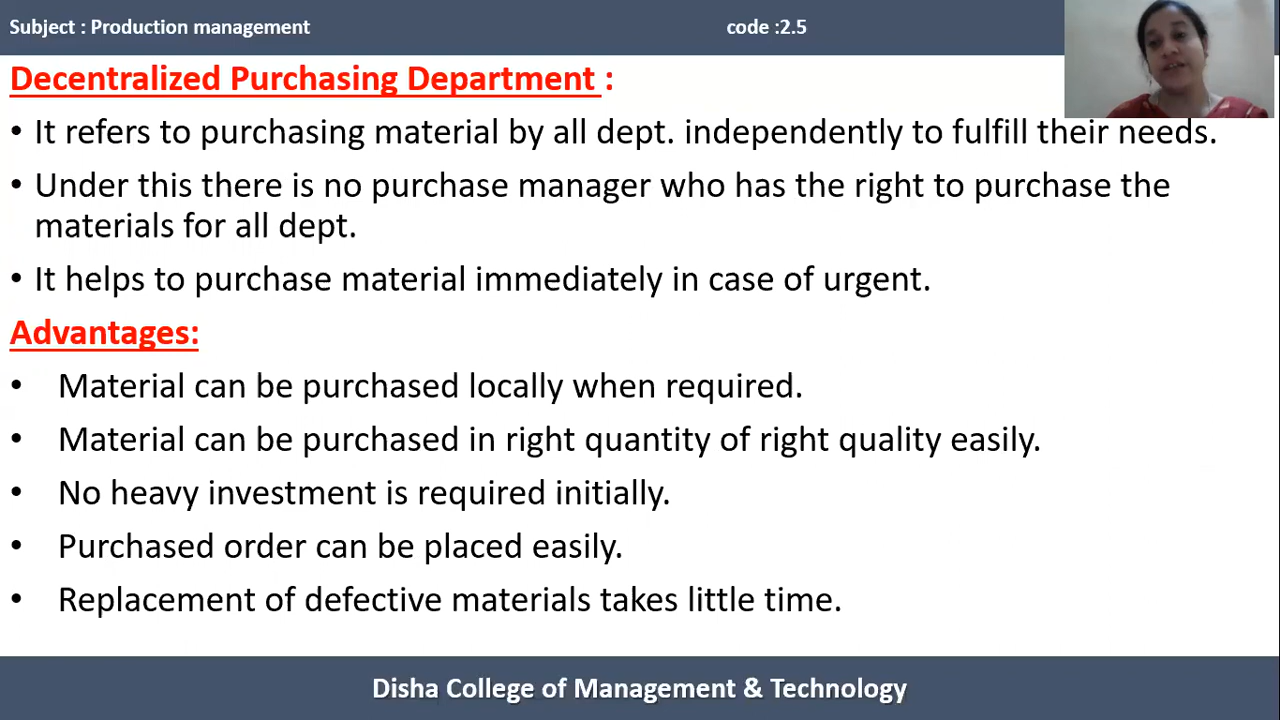 Subject : Production management code :2.5
Decentralized Purchasing Department :
• It refers to purchasing material by all dept. independently to fulfill their needs.
• Under this there is no purchase manager who has the right to purchase the
materials for all dept.
• It helps to purchase material immediately in case of urgent.
Advantages:
• Material can be purchased locally when required.
• Material can be purchased in right quantity of right quality easily.
• No heavy investment is required initially.
• Purchased order can be placed easily.
• Replacement of defective materials takes little time.
Disha College of Management & Technology